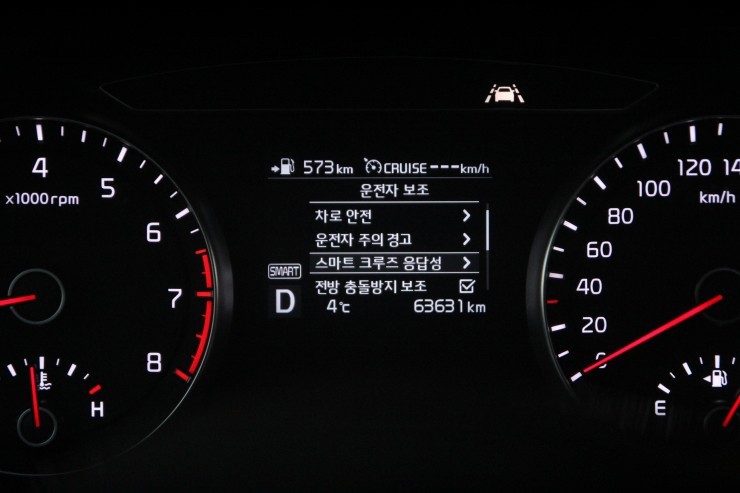 4
5
6
7
8
x1000rpm
H
573km CRUISE ---km/h
운전자 보조
차로 안전
운전자 주의 경고
스마트 크루즈 응답성
전방 충돌방지 보조
SMART
D
4℃ 63631km
120
100
80
60
40
20
0
km/h
E